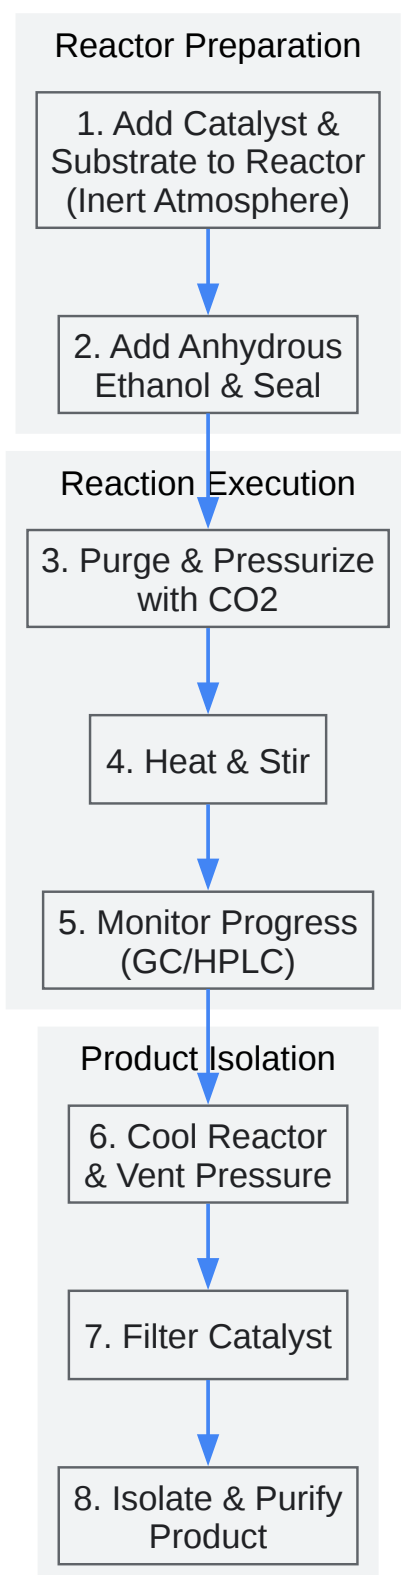 Reactor Preparation
1. Add Catalyst &
Substrate to Reactor
(Inert Atmosphere)
2. Add Anhydrous
Ethanol & Seal
Reaction Execution
3. Purge & Pressurize
with CO2
4. Heat & Stir
5. Monitor Progress
(GC/HPLC)
Product Isolation
6. Cool Reactor
& Vent Pressure
7. Filter Catalyst
8. Isolate & Purify
Product